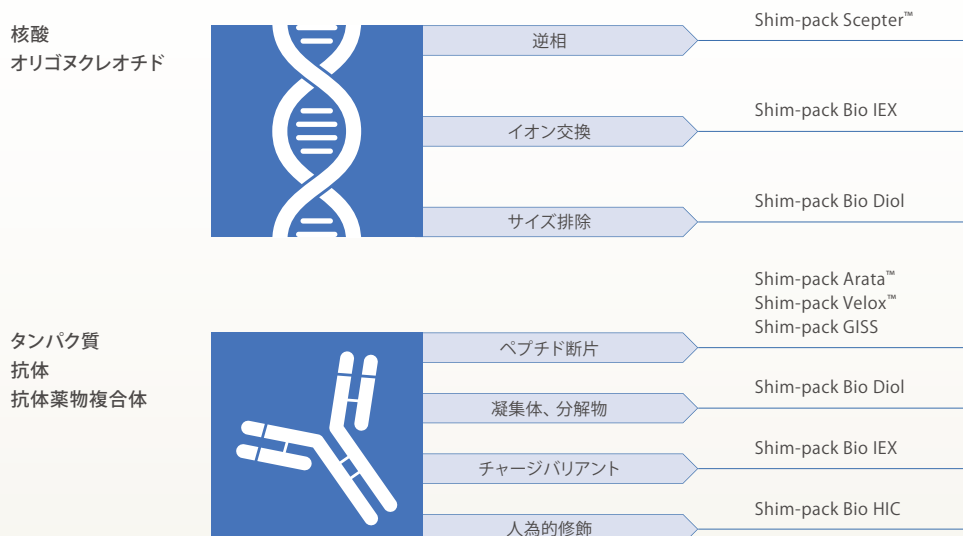 核酸
オリゴヌクレオチド
逆相
Shim-pack Scepter™
イオン交換
Shim-pack Bio IEX
サイズ排除
Shim-pack Bio Diol
タンパク質
抗体
抗体薬物複合体
ペプチド断片
Shim-pack Arata™
Shim-pack Velox™
Shim-pack GISS
凝集体、分解物
Shim-pack Bio Diol
チャージバリアント
Shim-pack Bio IEX
人為的修飾
Shim-pack Bio HIC